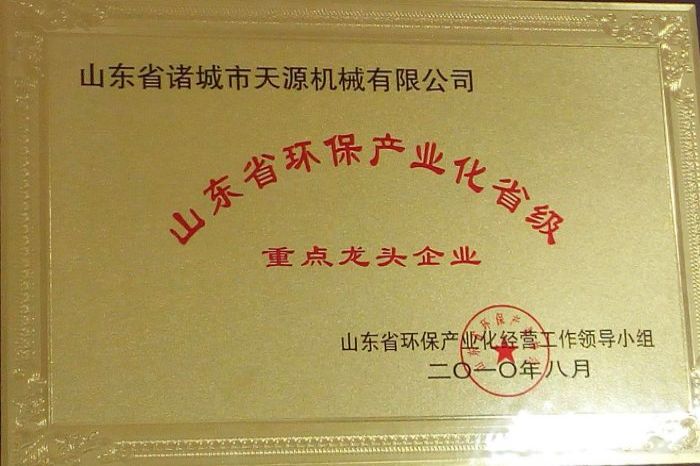 山东省诸城市天源机械有限公司
山东省环保产业化省级
重点龙头企业
山东省环保产业化经营工作领导小组
二〇一〇年八月